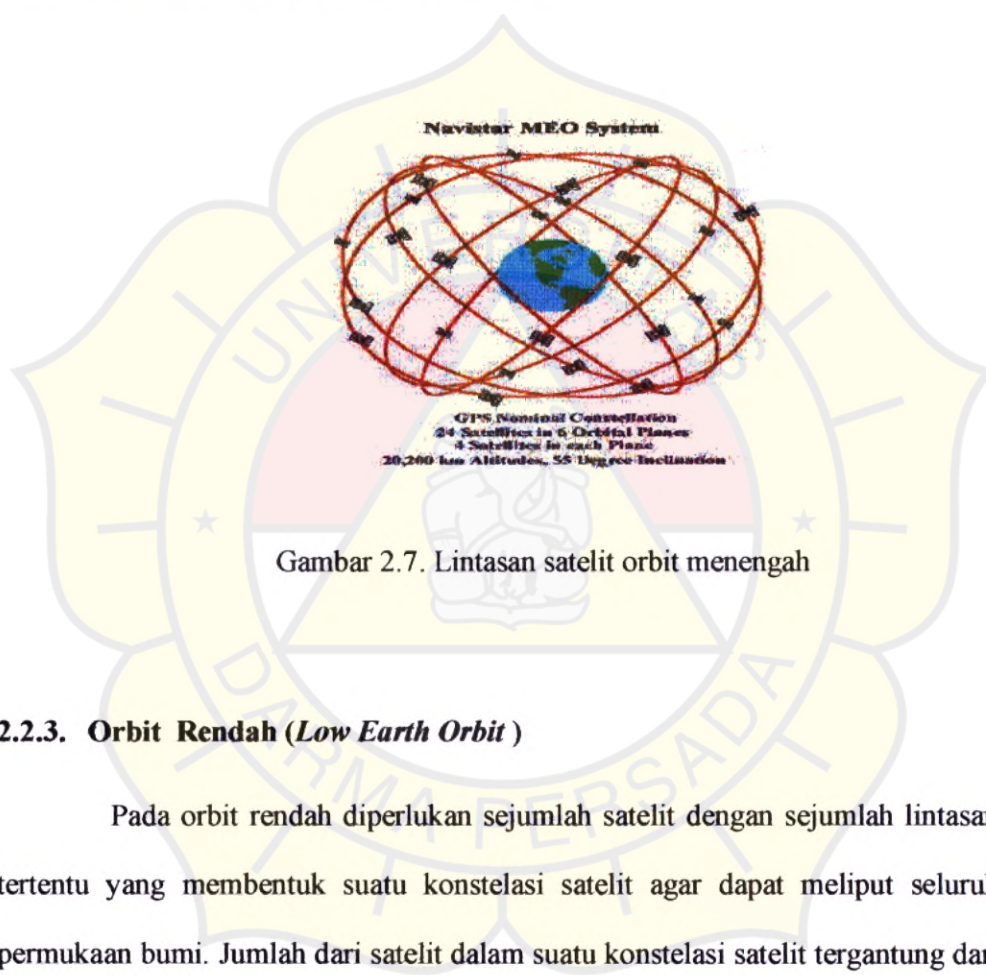 Navistar MEO System
GPS Nominal Constellation
24 Satellites in 6 Orbital Planes
4 Satellites in each Plane
20,200 km Altitudes, 55 Degree Inclination
Gambar 2.7. Lintasan satelit orbit menengah
2.2.3. Orbit Rendah (Low Earth Orbit )
Pada orbit rendah diperlukan sejumlah satelit dengan sejumlah lintasan
tertentu yang membentuk suatu konstelasi satelit agar dapat meliput seluruh
permukaan bumi. Jumlah dari satelit dalam suatu konstelasi satelit tergantung dari
UNIVERSITAS
DARMA PERSADA